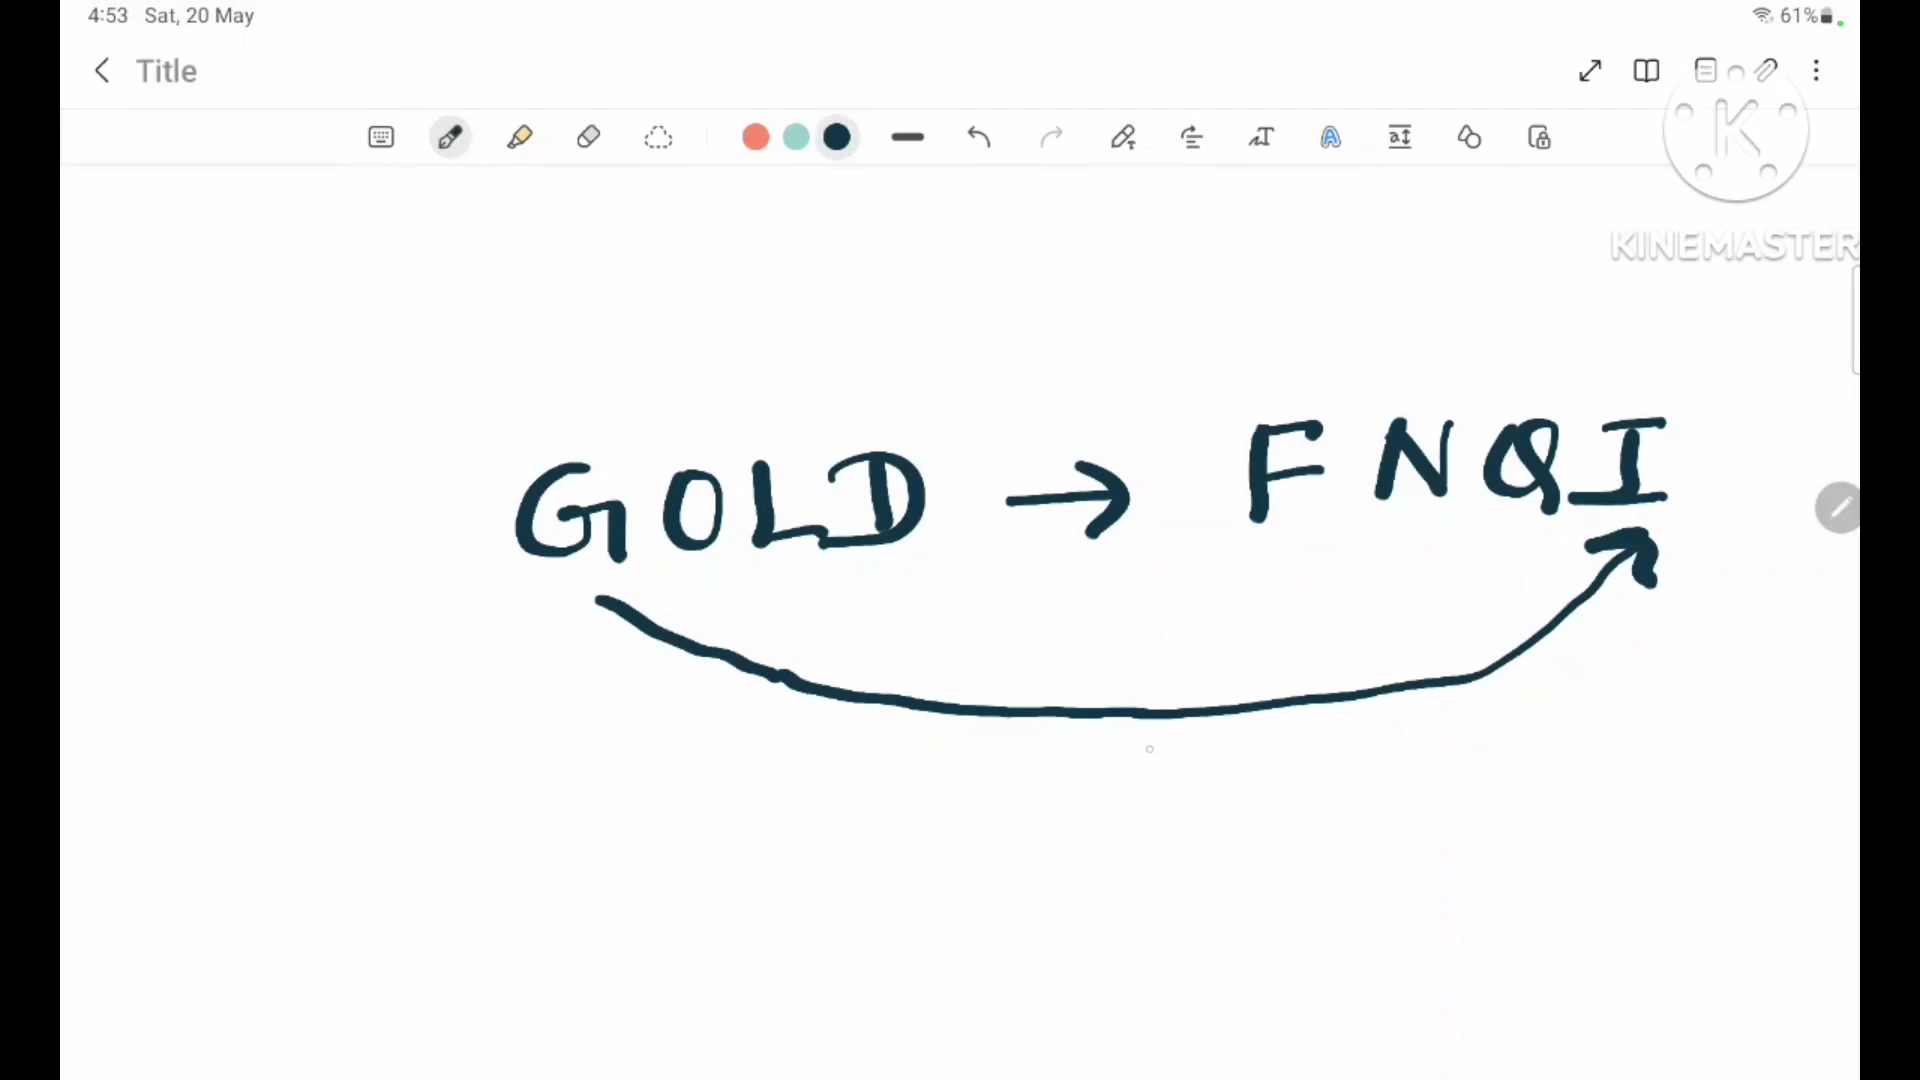 4:53 Sat, 20 May 61%
Title
K
KINEMASTER
GOLD → FNQI